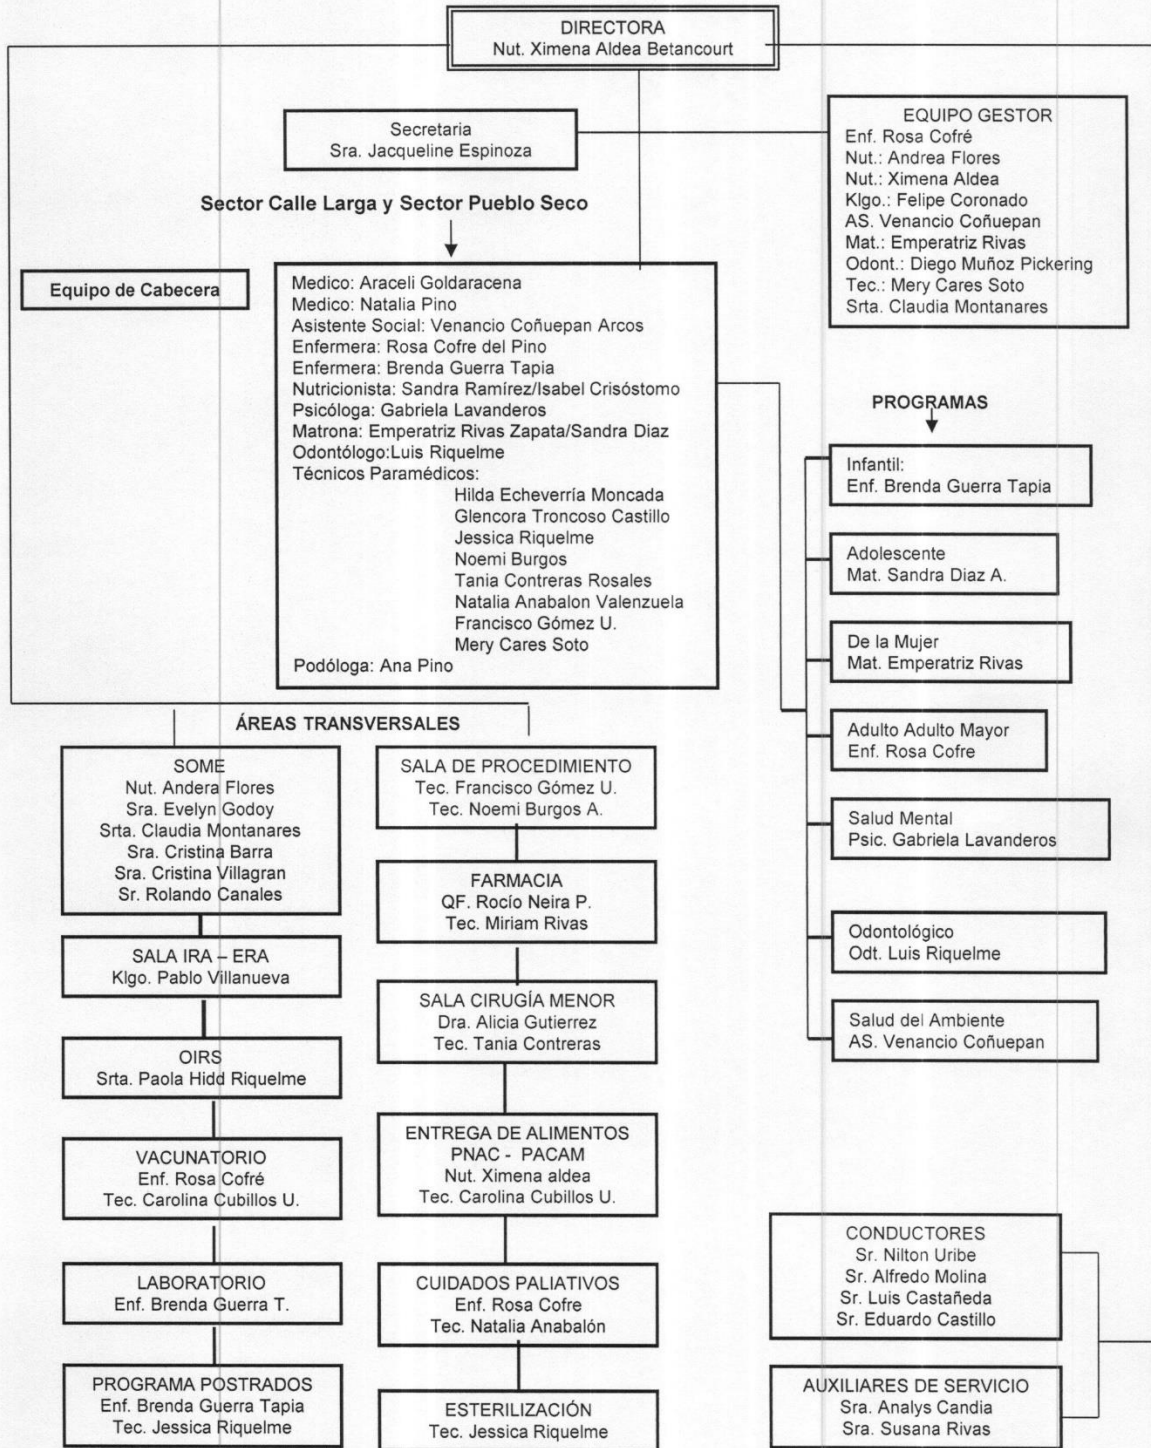 DIRECTORA
Nut. Ximena Aldea Betancourt
Secretaria
Sra. Jacqueline Espinoza
EQUIPO GESTOR
Enf. Rosa Cofré
Nut.: Andrea Flores
Nut.: Ximena Aldea
Klgo.: Felipe Coronado
AS. Venancio Coñuepan
Mat.: Emperatriz Rivas
Odont.: Diego Muñoz Pickering
Tec.: Mery Cares Soto
Srta. Claudia Montanares
Sector Calle Larga y Sector Pueblo Seco
Equipo de Cabecera
Medico: Araceli Goldaracena
Medico: Natalia Pino
Asistente Social: Venancio Coñuepan Arcos
Enfermera: Rosa Cofre del Pino
Enfermera: Brenda Guerra Tapia
Nutricionista: Sandra Ramírez/Isabel Crisóstomo
Psicóloga: Gabriela Lavanderos
Matrona: Emperatriz Rivas Zapata/Sandra Diaz
Odontólogo:Luis Riquelme
Técnicos Paramédicos:
Hilda Echeverría Moncada
Glencora Troncoso Castillo
Jessica Riquelme
Noemi Burgos
Tania Contreras Rosales
Natalia Anabalon Valenzuela
Francisco Gómez U.
Mery Cares Soto
Podóloga: Ana Pino
PROGRAMAS
Infantil:
Enf. Brenda Guerra Tapia
Adolescente
Mat. Sandra Diaz A.
De la Mujer
Mat. Emperatriz Rivas
Adulto Adulto Mayor
Enf. Rosa Cofre
Salud Mental
Psic. Gabriela Lavanderos
Odontológico
Odt. Luis Riquelme
Salud del Ambiente
AS. Venancio Coñuepan
ÁREAS TRANSVERSALES
SOME
Nut. Andera Flores
Sra. Evelyn Godoy
Srta. Claudia Montanares
Sra. Cristina Barra
Sra. Cristina Villagran
Sr. Rolando Canales
SALA IRA – ERA
Klgo. Pablo Villanueva
OIRS
Srta. Paola Hidd Riquelme
VACUNATORIO
Enf. Rosa Cofré
Tec. Carolina Cubillos U.
LABORATORIO
Enf. Brenda Guerra T.
PROGRAMA POSTRADOS
Enf. Brenda Guerra Tapia
Tec. Jessica Riquelme
SALA DE PROCEDIMIENTO
Tec. Francisco Gómez U.
Tec. Noemi Burgos A.
FARMACIA
QF. Rocío Neira P.
Tec. Miriam Rivas
SALA CIRUGÍA MENOR
Dra. Alicia Gutierrez
Tec. Tania Contreras
ENTREGA DE ALIMENTOS
PNAC - PACAM
Nut. Ximena aldea
Tec. Carolina Cubillos U.
CUIDADOS PALIATIVOS
Enf. Rosa Cofre
Tec. Natalia Anabalón
ESTERILIZACIÓN
Tec. Jessica Riquelme
CONDUCTORES
Sr. Nilton Uribe
Sr. Alfredo Molina
Sr. Luis Castañeda
Sr. Eduardo Castillo
AUXILIARES DE SERVICIO
Sra. Analys Candia
Sra. Susana Rivas